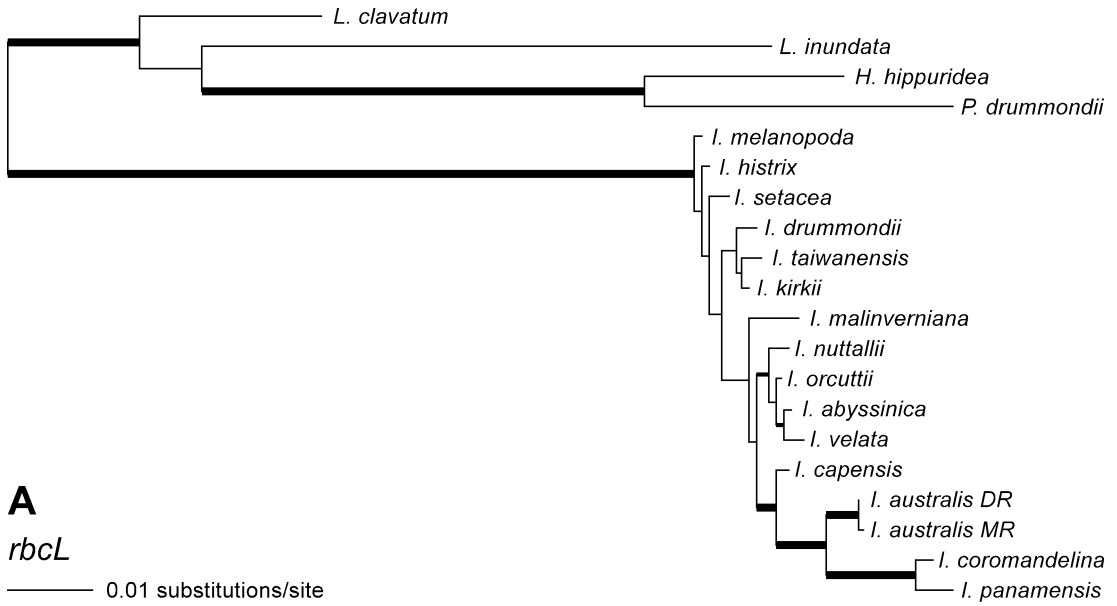 L. clavatum
L. inundata
H. hippuridea
P. drummondii
I. melanopoda
I. histrix
I. setacea
I. drummondii
I. taiwanensis
I. kirkii
I. malinverniana
I. nuttallii
I. orcuttii
I. abyssinica
I. velata
I. capensis
I. australis DR
I. australis MR
I. coromandelina
I. panamensis
A
rbcL
0.01 substitutions/site